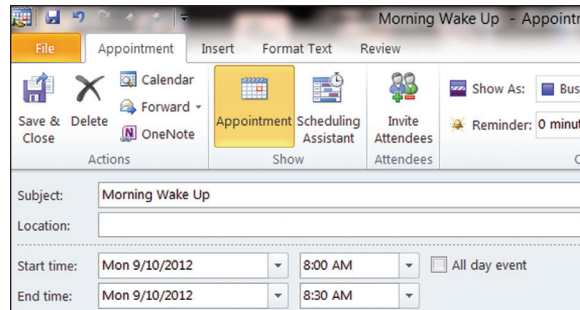 Morning Wake Up - Appointm
File Appointment Insert Format Text Review
Save & Close
Delete
Calendar
Forward
OneNote
Actions
Appointment
Scheduling Assistant
Show
Invite Attendees
Attendees
Show As: Bus
Reminder: 0 minut
Subject: Morning Wake Up
Location:
Start time: Mon 9/10/2012 8:00 AM All day event
End time: Mon 9/10/2012 8:30 AM